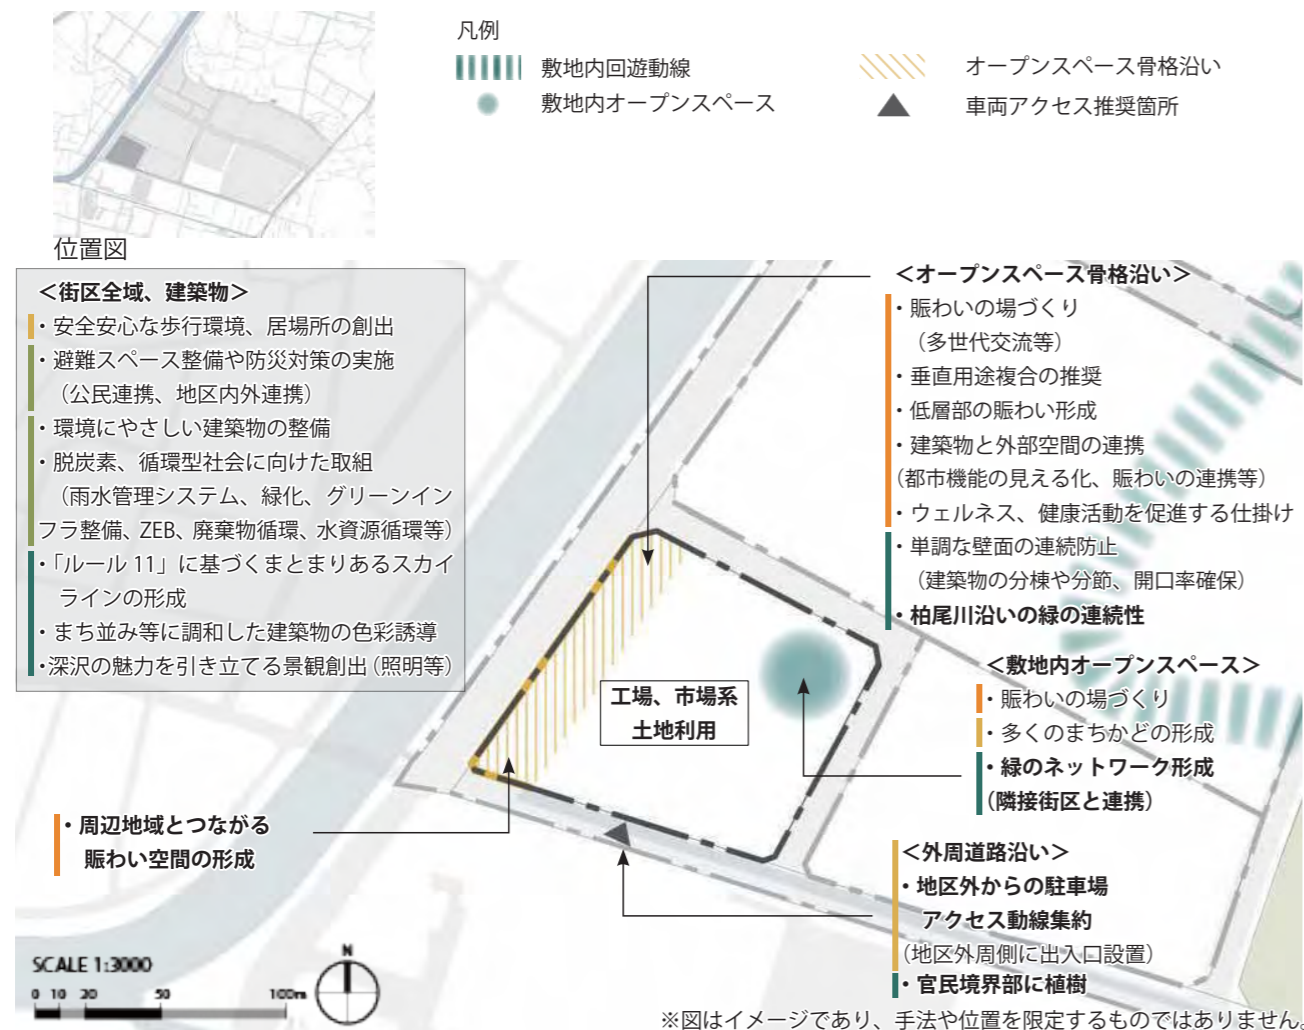 凡例
敷地内回遊動線
オープンスペース骨格沿い
敷地内オープンスペース
車両アクセス推奨箇所
位置図
＜街区全域、建築物＞
・安全安心な歩行環境、居場所の創出
・避難スペース整備や防災対策の実施
（公民連携、地区内外連携）
・環境にやさしい建築物の整備
・脱炭素、循環型社会に向けた取組
（雨水管理システム、緑化、グリーンイン
フラ整備、ZEB、廃棄物循環、水資源循環等）
・「ルール 11」に基づくまとまりあるスカイ
ラインの形成
・まち並み等に調和した建築物の色彩誘導
・深沢の魅力を引き立てる景観創出（照明等）
＜オープンスペース骨格沿い＞
・賑わいの場づくり
（多世代交流等）
・垂直用途複合の推奨
・低層部の賑わい形成
・建築物と外部空間の連携
（都市機能の見える化、賑わいの連携等）
・ウェルネス、健康活動を促進する仕掛け
・単調な壁面の連続防止
（建築物の分棟や分節、開口率確保）
・柏尾川沿いの緑の連続性
＜敷地内オープンスペース＞
・賑わいの場づくり
・多くのまちかどの形成
・緑のネットワーク形成
（隣接街区と連携）
工場、市場系
土地利用
・周辺地域とつながる
賑わい空間の形成
＜外周道路沿い＞
・地区外からの駐車場
アクセス動線集約
（地区外周側に出入口設置）
・官民境界部に植樹
SCALE 1:3000
0 10 20 50 100m
N
※図はイメージであり、手法や位置を限定するものではありません。